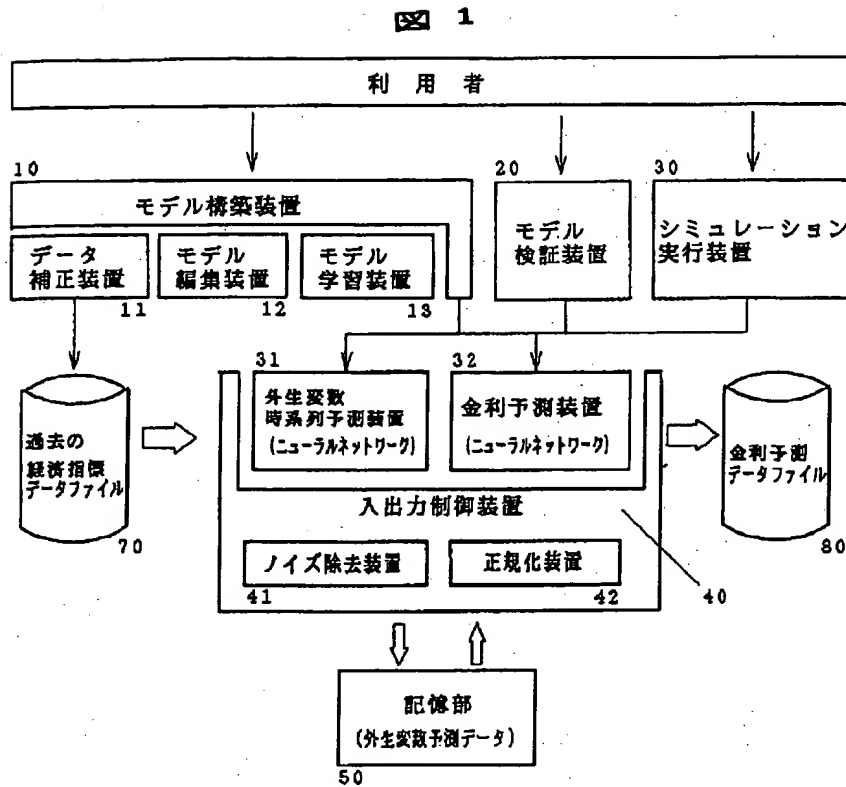 図 1
利用者
10
モデル構築装置
データ
補正装置
11
モデル
編集装置
12
モデル
学習装置
13
20
モデル
検証装置
30
シミュレーション
実行装置
31
外生変数
時系列予測装置
(ニューラルネットワーク)
32
金利予測装置
(ニューラルネットワーク)
過去の
経済指標
データファイル
70
金利予測
データファイル
80
入出力制御装置
ノイズ除去装置
41
正規化装置
42
40
記憶部
(外生変数予測データ)
50